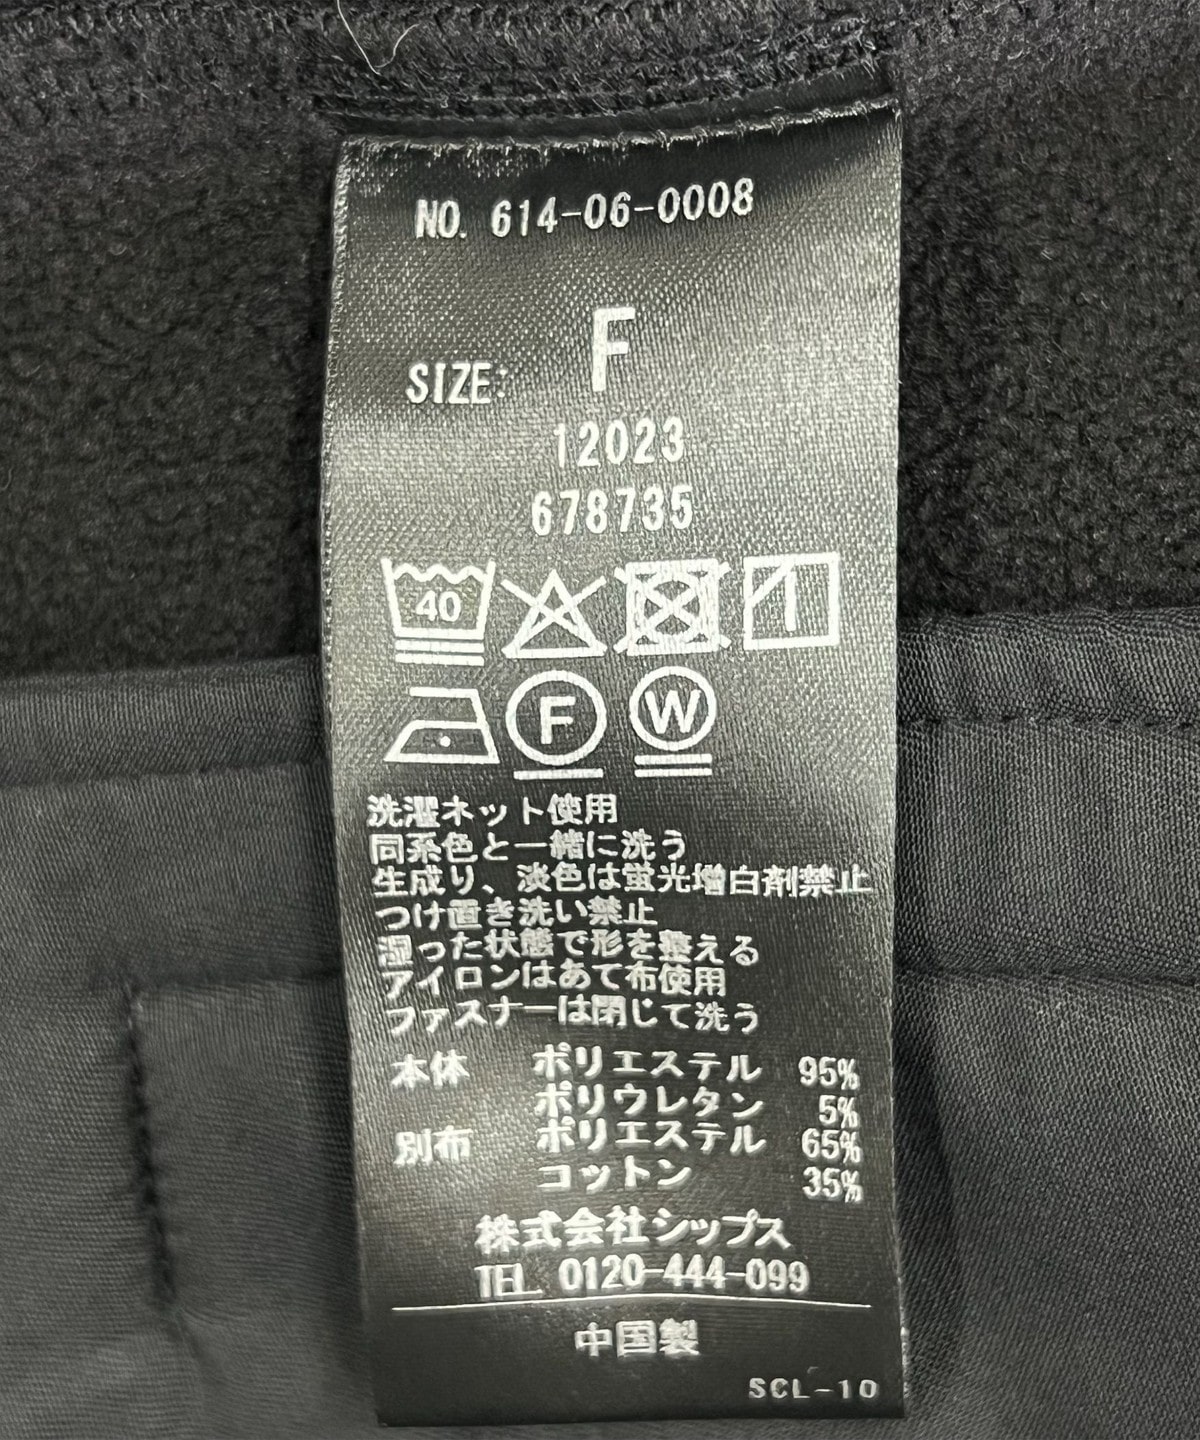 NO. 614-06-0008
SIZE: F
12023
678735
40
F W
洗濯ネット使用
同系色と一緒に洗う
生成り、淡色は蛍光増白剤禁止
つけ置き洗い禁止
湿った状態で形を整える
アイロンはあて布使用
ファスナーは閉じて洗う
本体 ポリエステル 95%
ポリウレタン 5%
別布 ポリエステル 65%
コットン 35%
株式会社シップス
TEL 0120-444-099
中国製
SCL-10